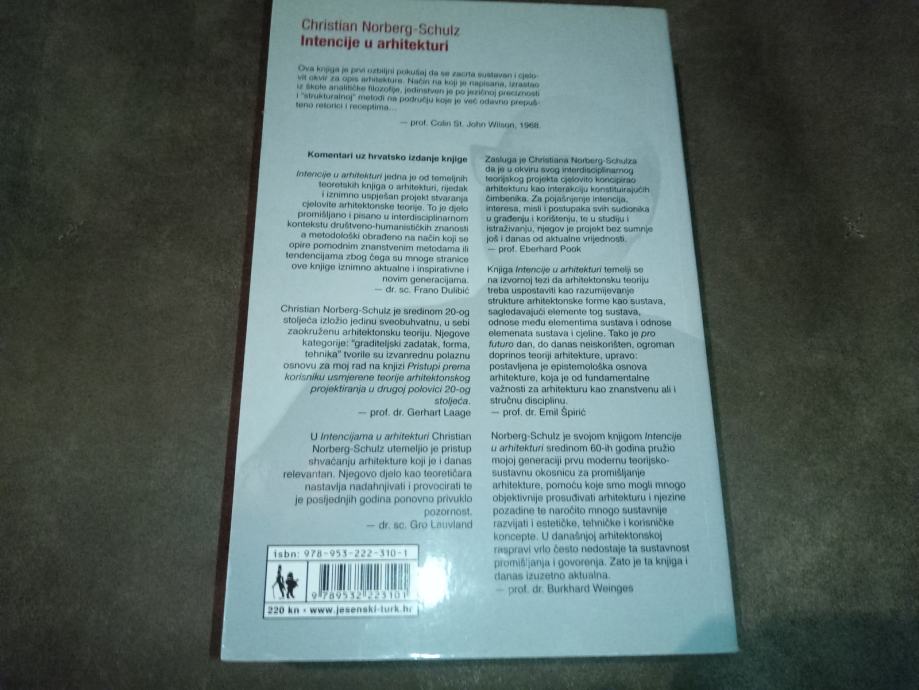 Christian Norberg-Schulz
Intencije u arhitekturi
Ova knjiga je prvi ozbiljni pokušaj da se zacrta sustavan i cjelo-
vit okvir za opis arhitekture. Način na koji je napisana, izrastao
iz škole analitičke filozofije, jedinstven je po jezičnoj preciznosti
i "strukturalnoj" metodi na području koje je već odavno prepuš-
teno retorici i receptima...
— prof. Colin St. John Wilson, 1968.
Komentari uz hrvatsko izdanje knjige
Intencije u arhitekturi jedna je od temeljnih
teoretskih knjiga o arhitekturi, rijedak
i iznimno uspješan projekt stvaranja
cjelovite arhitektonske teorije. To je djelo
promišljano i pisano u interdisciplinarnom
kontekstu društveno-humanističkih znanosti
a metodološki obrađeno na način koji se
opire pomodnim znanstvenim metodama ili
tendencijama zbog čega su mnoge stranice
ove knjige iznimno aktualne i inspirativne i
novim generacijama.
— dr. sc. Frano Dulibić
Christian Norberg-Schulz je sredinom 20-og
stoljeća izložio jedinu sveobuhvatnu, u sebi
zaokruženu arhitektonsku teoriju. Njegove
kategorije: "graditeljski zadatak, forma,
tehnika" tvorile su izvanrednu polaznu
osnovu za moj rad na knjizi Pristupi prema
korisniku usmjerene teorije arhitektonskog
projektiranja u drugoj polovici 20-og
stoljeća.
— prof. dr. Gerhart Laage
U Intencijama u arhitekturi Christian
Norberg-Schulz utemeljio je pristup
shvaćanju arhitekture koji je i danas
relevantan. Njegovo djelo kao teoretičara
nastavlja nadahnjivati i provocirati te
je posljednjih godina ponovno privuklo
pozornost.
— dr. sc. Gro Lauvland
Zasluga je Christiana Norberg-Schulza
da je u okviru svog interdisciplinarnog
teorijskog projekta cjelovito koncipirao
arhitekturu kao interakciju konstituirajućih
čimbenika. Za pojašnjenje intencija,
interesa, misli i postupaka svih sudionika
u građenju i korištenju, te u studiju i
istraživanju, njegov je projekt bez sumnje
još i danas od aktualne vrijednosti.
— prof. Eberhard Pook
Knjiga Intencije u arhitekturi temelji se
na izvornoj tezi da arhitektonsku teoriju
treba uspostaviti kao razumijevanje
strukture arhitektonske forme kao sustava,
sagledavajući elemente tog sustava,
odnose među elementima sustava i odnose
elemenata sustava i cjeline. Tako je pro
futuro dan, do danas neiskorišten, ogroman
doprinos teoriji arhitekture, upravo:
postavljena je epistemološka osnova
arhitekture, koja je od fundamentalne
važnosti za arhitekturu kao znanstvenu ali i
stručnu disciplinu.
— prof. dr. Emil Špirić
Norberg-Schulz je svojom knjigom Intencije
u arhitekturi sredinom 60-ih godina pružio
mojoj generaciji prvu modernu teorijsko-
sustavnu okosnicu za promišljanje
arhitekture, pomoću koje smo mogli mnogo
objektivnije prosuđivati arhitekturu i njezine
pozadine te naročito mnogo sustavnije
razvijati i estetičke, tehničke i korisničke
koncepte. U današnjoj arhitektonskoj
raspravi vrlo često nedostaje ta sustavnost
promišljanja i govorenja. Zato je ta knjiga i
danas izuzetno aktualna.
— prof. dr. Burkhard Weinges
isbn: 978-953-222-310-1
9 789532 223101
220 kn • www.jesenski-turk.hr